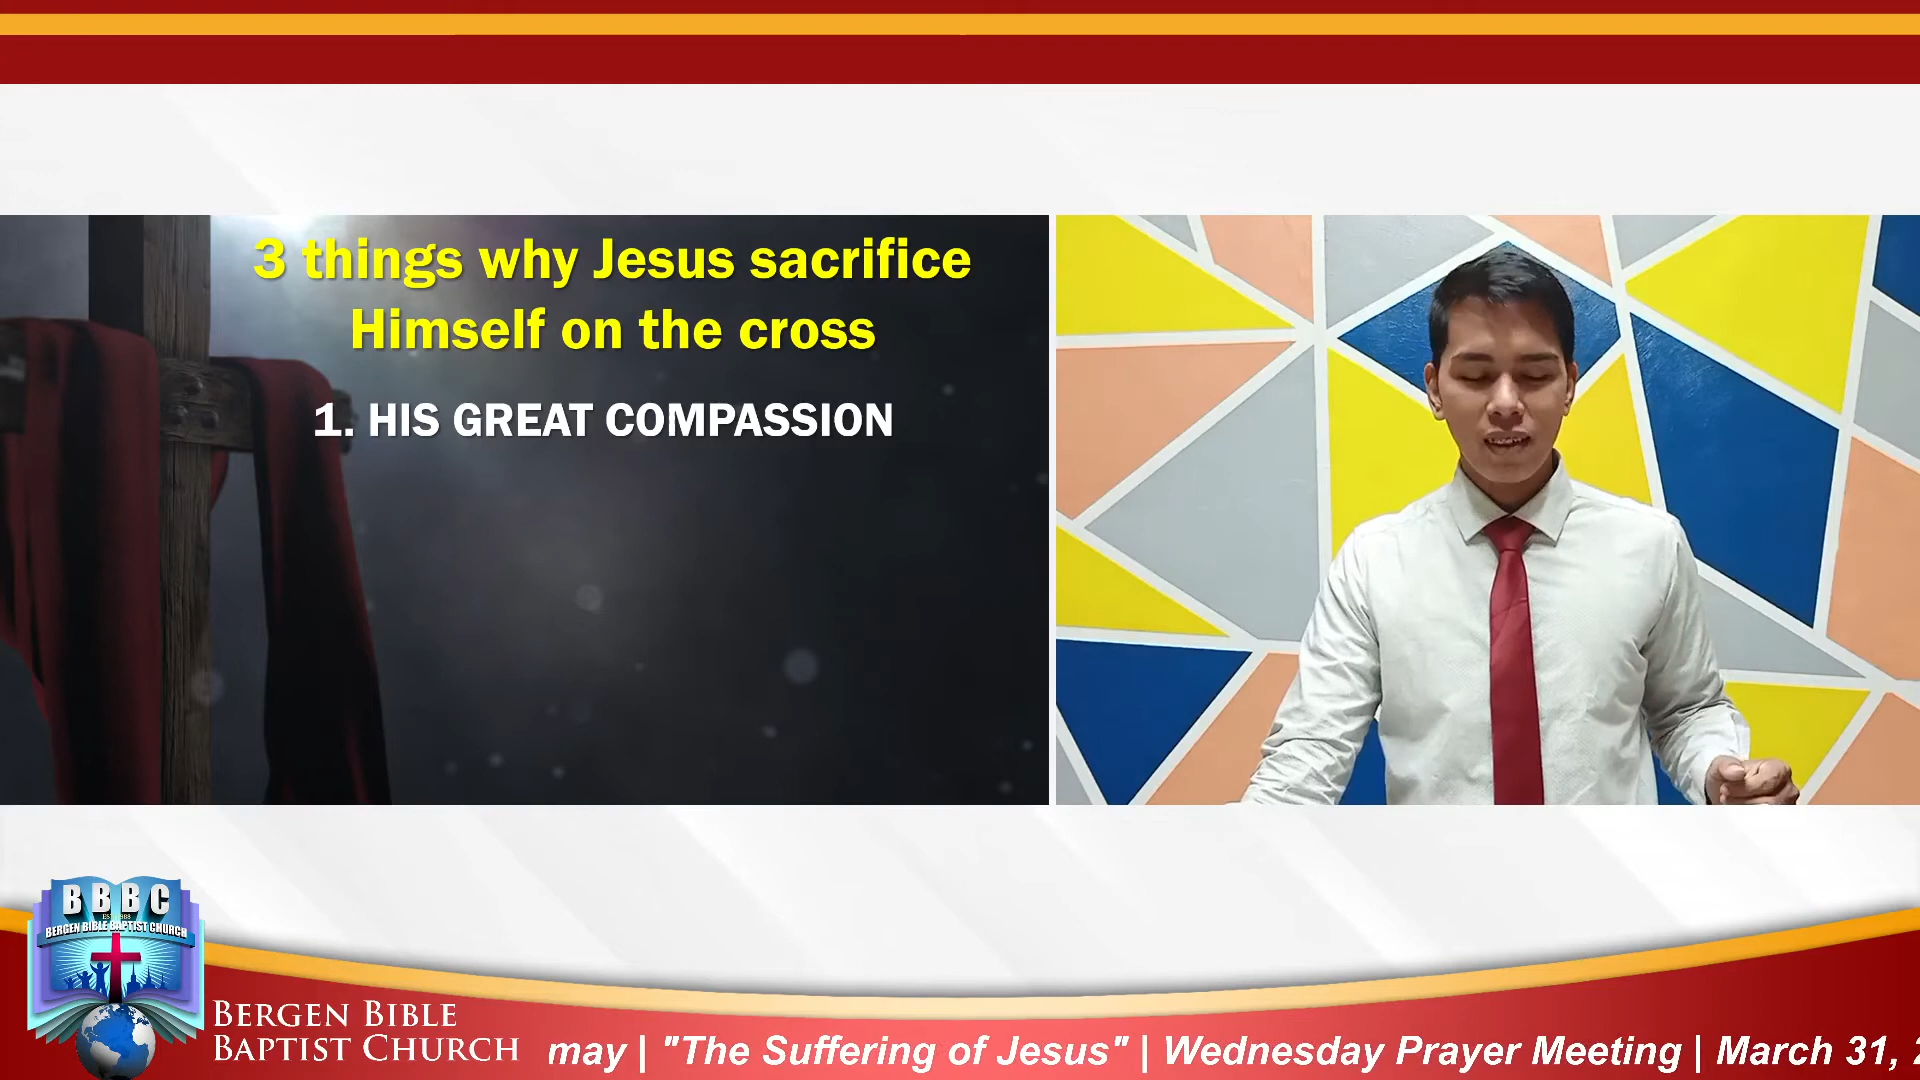 3 things why Jesus sacrifice
Himself on the cross
1. HIS GREAT COMPASSION
B B B C
BERGEN BIBLE BAPTIST CHURCH
BERGEN BIBLE
BAPTIST CHURCH
may | "The Suffering of Jesus" | Wednesday Prayer Meeting | March 31,